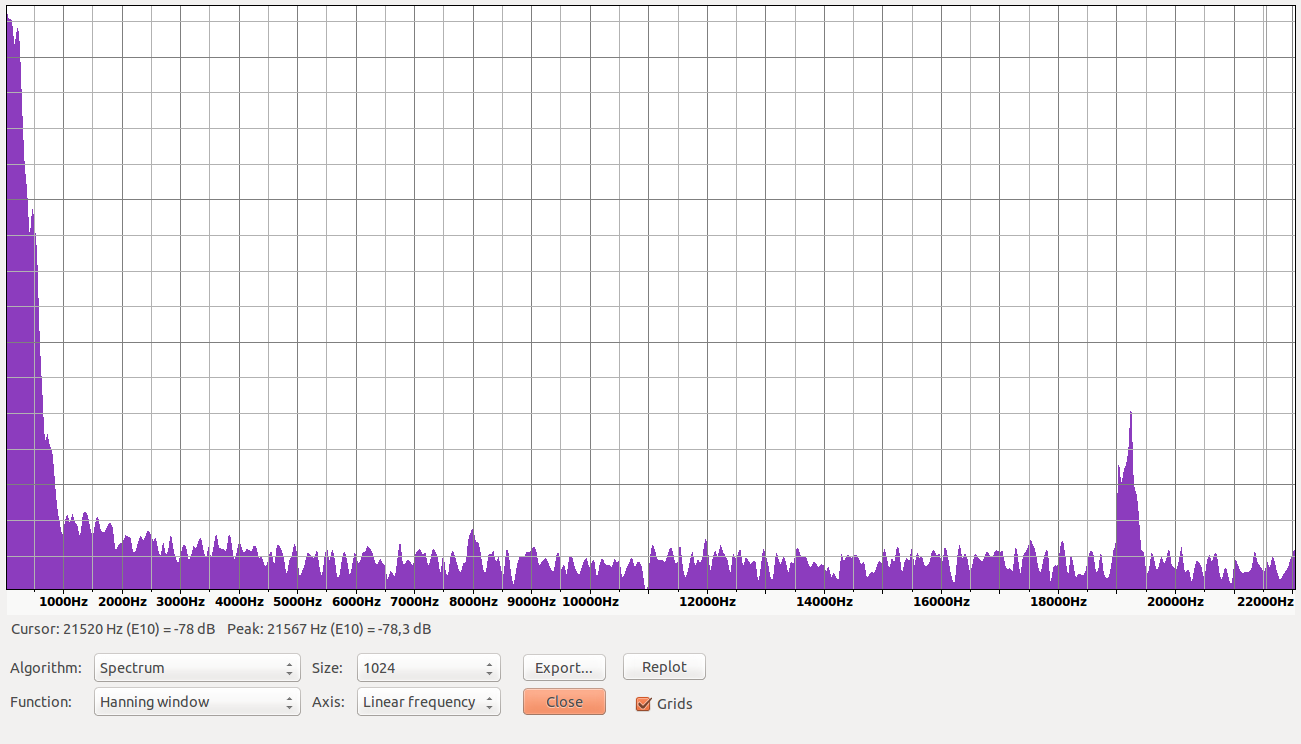 1000Hz 2000Hz 3000Hz 4000Hz 5000Hz 6000Hz 7000Hz 8000Hz 9000Hz 10000Hz 12000Hz 14000Hz 16000Hz 18000Hz 20000Hz 22000Hz
Cursor: 21520 Hz (E10) = -78 dB Peak: 21567 Hz (E10) = -78,3 dB
Algorithm: Spectrum Size: 1024 Export... Replot
Function: Hanning window Axis: Linear frequency Close Grids